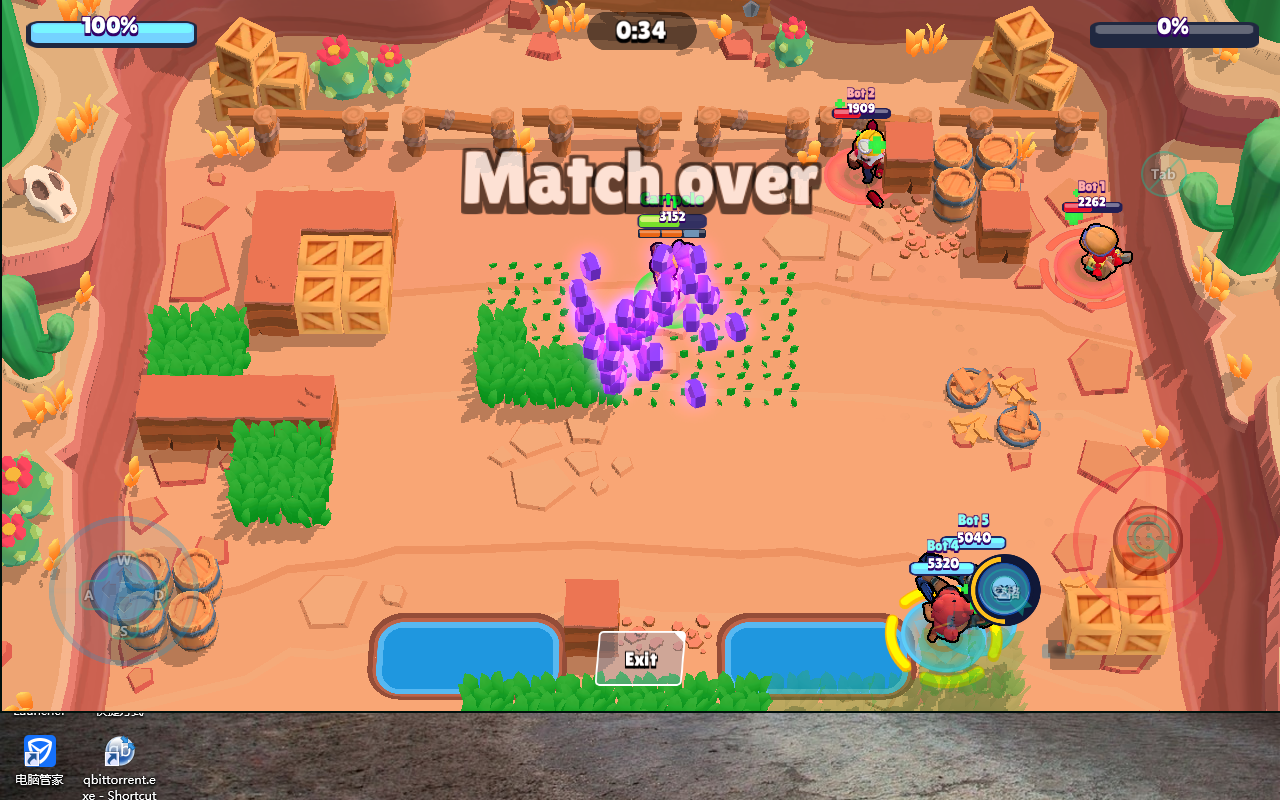 100%
0:34
0%
Bot 2
1909
Match over
Tab
Bot 1
2262
3152
Bot 5
5040
Bot 4
5320
W
A
D
S
Exit
电脑管家
qbittorrent.e
xe - Shortcut